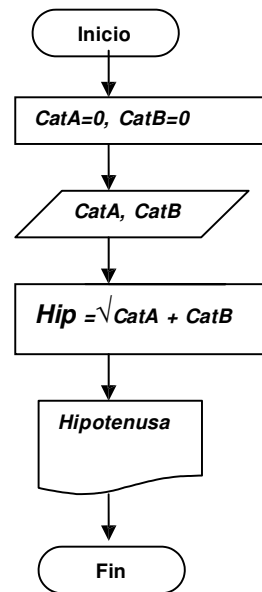 Inicio
CatA=0, CatB=0
CatA, CatB
Hip =√CatA + CatB
Hipotenusa
Fin